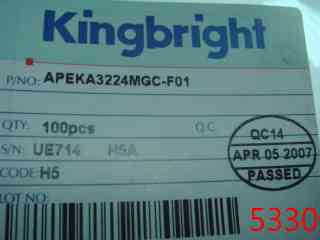 Kingbright
P/NO: APEKA3224MGC-F01
QTY: 100pcs Q.C
S/N: UE714 H5A
CODE: H5
LOT NO:
QC14
APR 05 2007
PASSED
5330